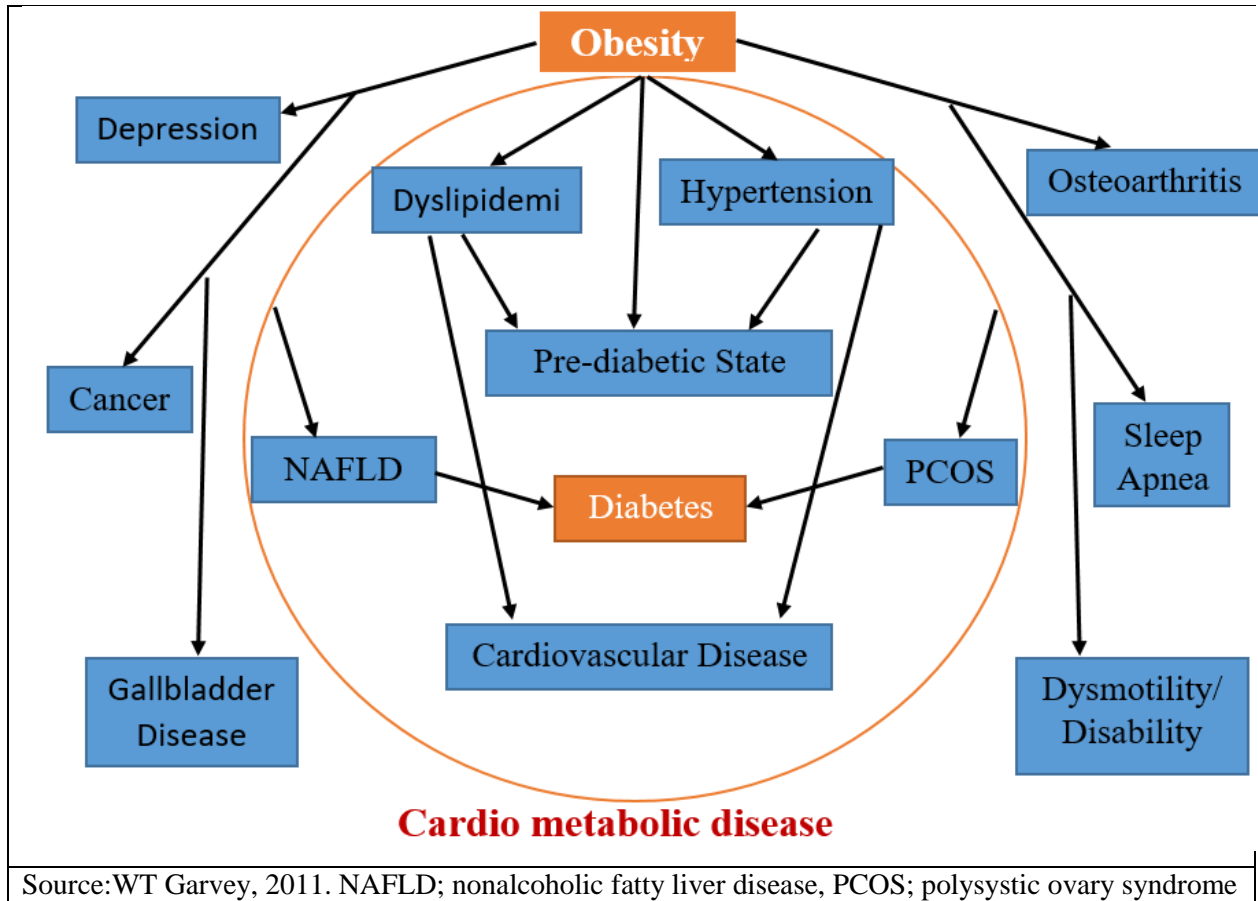 Obesity
Depression
Dyslipidemi
Hypertension
Osteoarthritis
Pre-diabetic State
Cancer
NAFLD
Diabetes
PCOS
Sleep
Apnea
Cardiovascular Disease
Gallbladder
Disease
Dysmotility/
Disability
Cardio metabolic disease
Source:WT Garvey, 2011. NAFLD; nonalcoholic fatty liver disease, PCOS; polysystic ovary syndrome